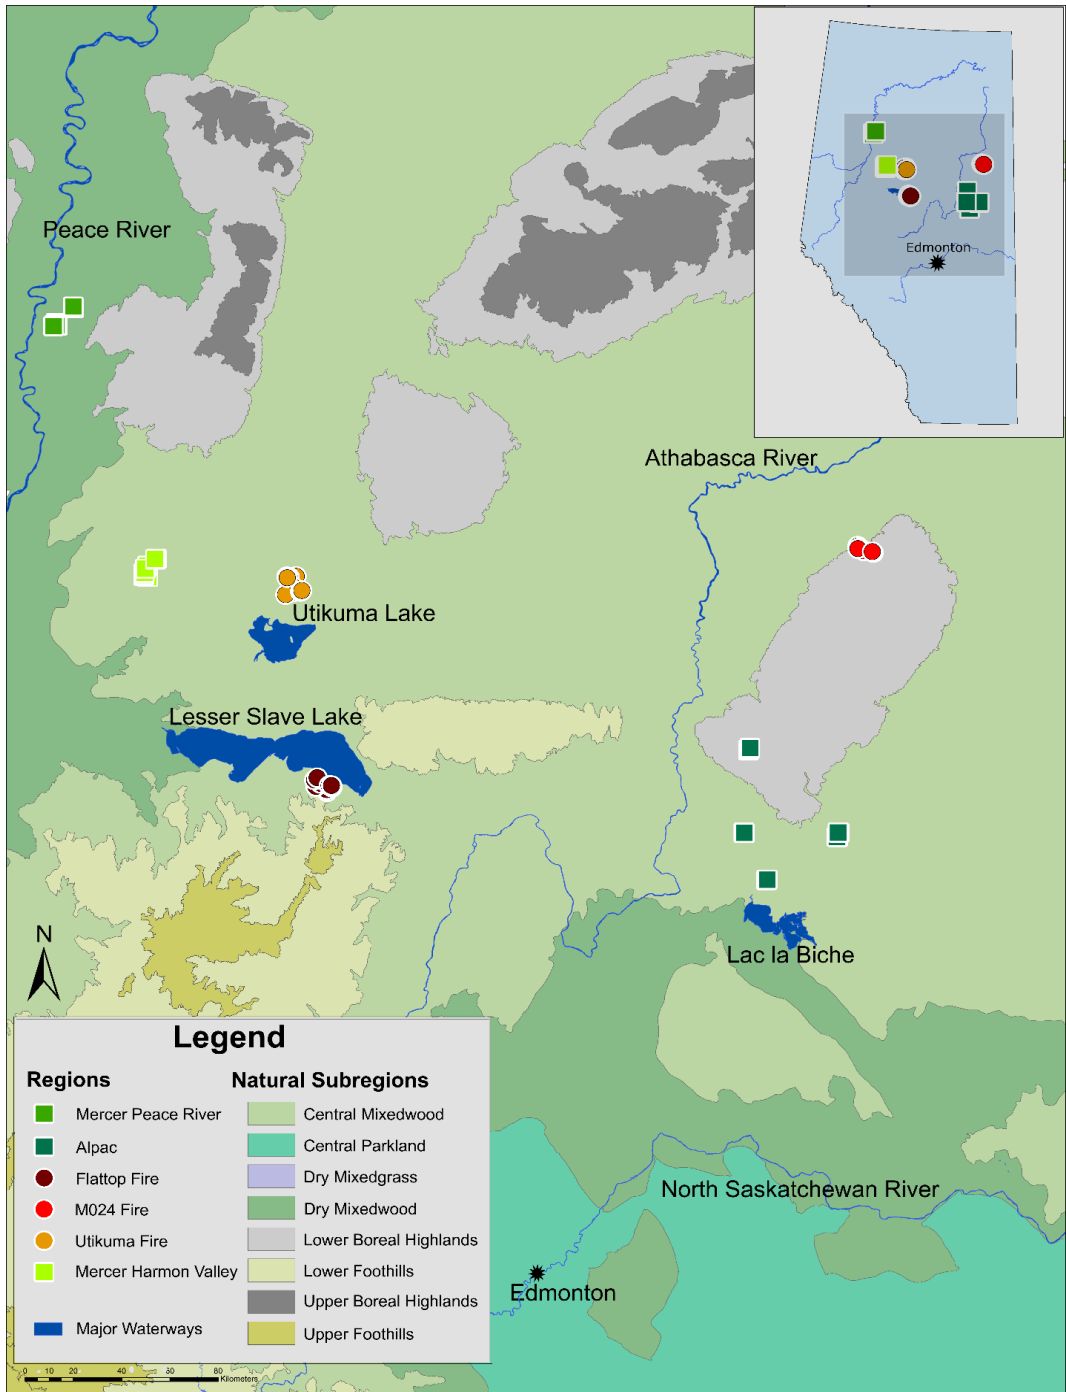 Peace River
Edmonton
Athabasca River
Utikuma Lake
Lesser Slave Lake
Lac la Biche
N
North Saskatchewan River
Edmonton
Legend
Regions
Mercer Peace River
Alpac
Flattop Fire
M024 Fire
Utikuma Fire
Mercer Harmon Valley
Major Waterways
Natural Subregions
Central Mixedwood
Central Parkland
Dry Mixedgrass
Dry Mixedwood
Lower Boreal Highlands
Lower Foothills
Upper Boreal Highlands
Upper Foothills
0 10 20 40 60 80
Kilometers